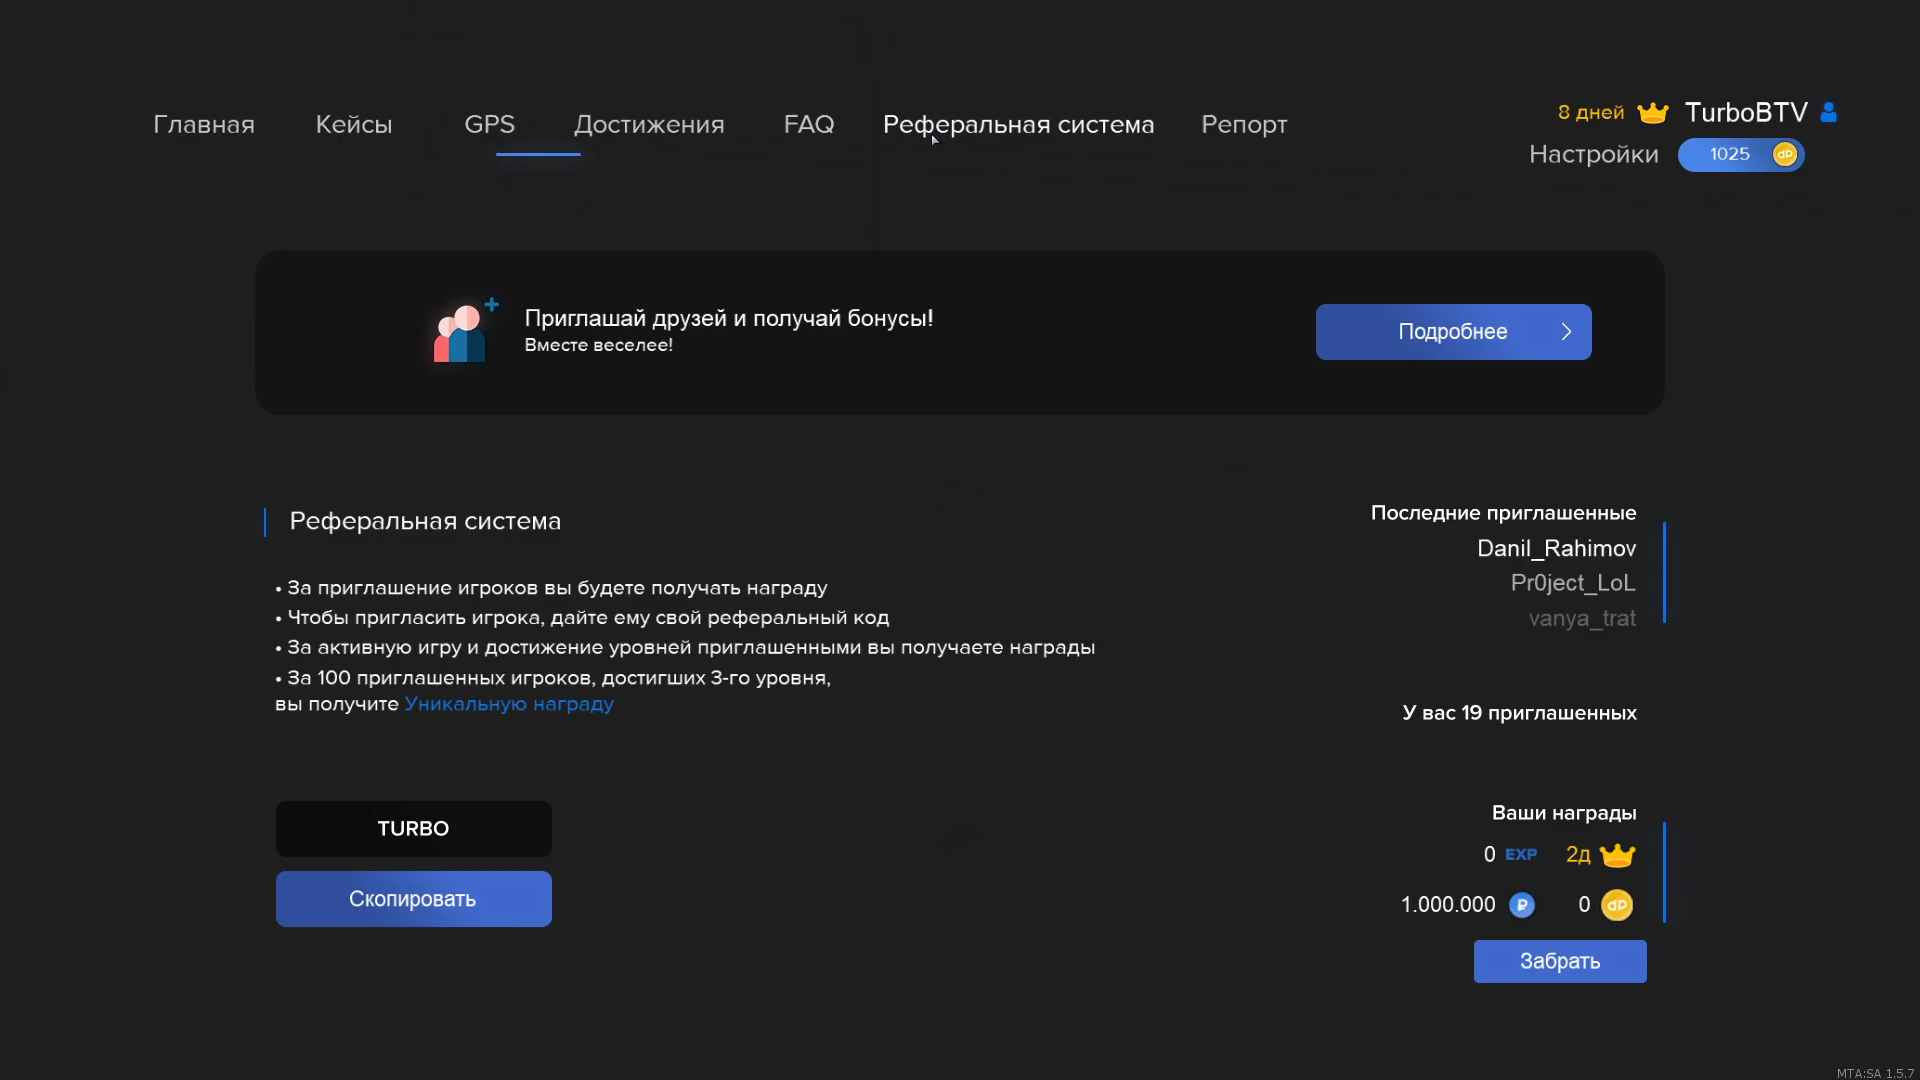 Главная Кейсы GPS Достижения FAQ Реферальная система Репорт
8 дней TurboBTV
Настройки 1025 dp
Приглашай друзей и получай бонусы!
Вместе веселее!
Подробнее
Реферальная система
• За приглашение игроков вы будете получать награду
• Чтобы пригласить игрока, дайте ему свой реферальный код
• За активную игру и достижение уровней приглашенными вы получаете награды
• За 100 приглашенных игроков, достигших 3-го уровня,
вы получите Уникальную награду
TURBO
Скопировать
Последние приглашенные
Danil_Rahimov
Pr0ject_LoL
vanya_trat
У вас 19 приглашенных
Ваши награды
0 EXP 2д
1.000.000 ₽ 0 dp
Забрать
MTA:SA 1.5.7